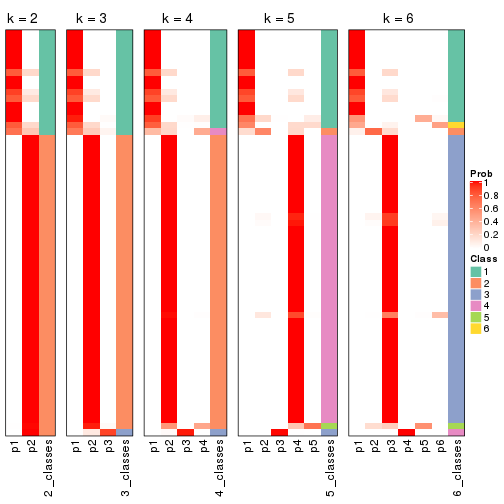 k = 2
k = 3
k = 4
k = 5
k = 6
Prob
1
0.8
0.6
0.4
0.2
0
Class
1
2
3
4
5
6
p1
p2
2_classes
p1
p2
p3
3_classes
p1
p2
p3
p4
4_classes
p1
p2
p3
p4
p5
5_classes
p1
p2
p3
p4
p5
p6
6_classes